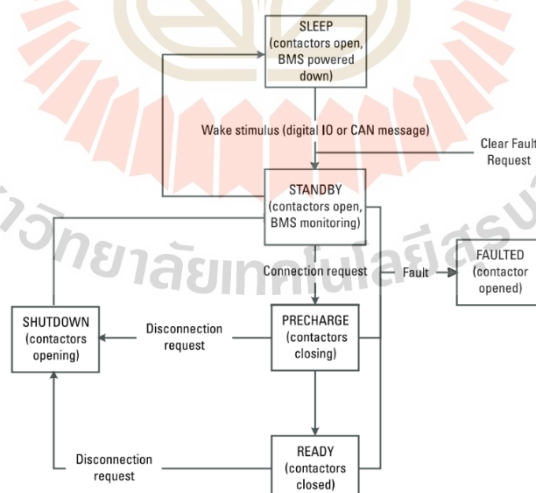 SLEEP
(contactors open,
BMS powered
down)
Wake stimulus (digital IO or CAN message)
Clear Fault
Request
STANDBY
(contactors open,
BMS monitoring)
Connection request
Fault
FAULTED
(contactor
opened)
SHUTDOWN
(contactors
opening)
Disconnection
request
PRECHARGE
(contactors
closing)
Disconnection
request
READY
(contactors
closed)